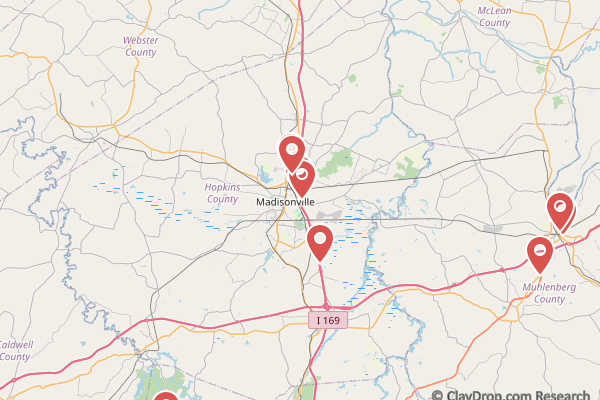 McLean
County
Webster
County
Hopkins
County
Madisonville
Muhlenberg
County
I 169
Caldwell
County
© ClayDrop.com Research